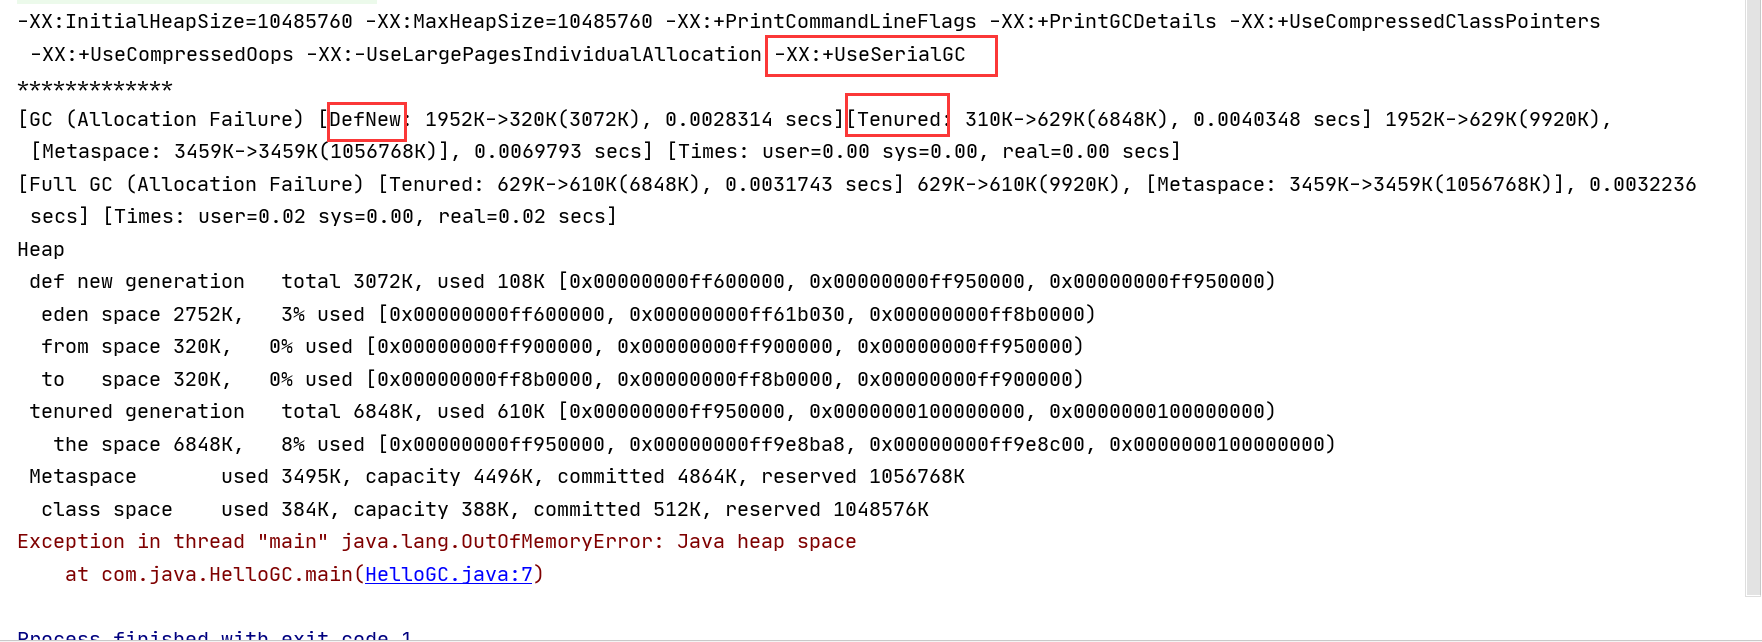 -XX:InitialHeapSize=10485760 -XX:MaxHeapSize=10485760 -XX:+PrintCommandLineFlags -XX:+PrintGCDetails -XX:+UseCompressedClassPointers
-XX:+UseCompressedOops -XX:-UseLargePagesIndividualAllocation -XX:+UseSerialGC
*************
[GC (Allocation Failure) [DefNew: 1952K->320K(3072K), 0.0028314 secs][Tenured: 310K->629K(6848K), 0.0040348 secs] 1952K->629K(9920K),
[Metaspace: 3459K->3459K(1056768K)], 0.0069793 secs] [Times: user=0.00 sys=0.00, real=0.00 secs]
[Full GC (Allocation Failure) [Tenured: 629K->610K(6848K), 0.0031743 secs] 629K->610K(9920K), [Metaspace: 3459K->3459K(1056768K)], 0.0032236
secs] [Times: user=0.02 sys=0.00, real=0.02 secs]
Heap
def new generation   total 3072K, used 108K [0x00000000ff600000, 0x00000000ff950000, 0x00000000ff950000)
eden space 2752K,   3% used [0x00000000ff600000, 0x00000000ff61b030, 0x00000000ff8b0000)
from space 320K,   0% used [0x00000000ff900000, 0x00000000ff900000, 0x00000000ff950000)
to   space 320K,   0% used [0x00000000ff8b0000, 0x00000000ff8b0000, 0x00000000ff900000)
tenured generation   total 6848K, used 610K [0x00000000ff950000, 0x0000000100000000, 0x0000000100000000)
the space 6848K,   8% used [0x00000000ff950000, 0x00000000ff9e8ba8, 0x00000000ff9e8c00, 0x0000000100000000)
Metaspace       used 3495K, capacity 4496K, committed 4864K, reserved 1056768K
class space    used 384K, capacity 388K, committed 512K, reserved 1048576K
Exception in thread "main" java.lang.OutOfMemoryError: Java heap space
at com.java.HelloGC.main(HelloGC.java:7)
Process finished with exit code 1